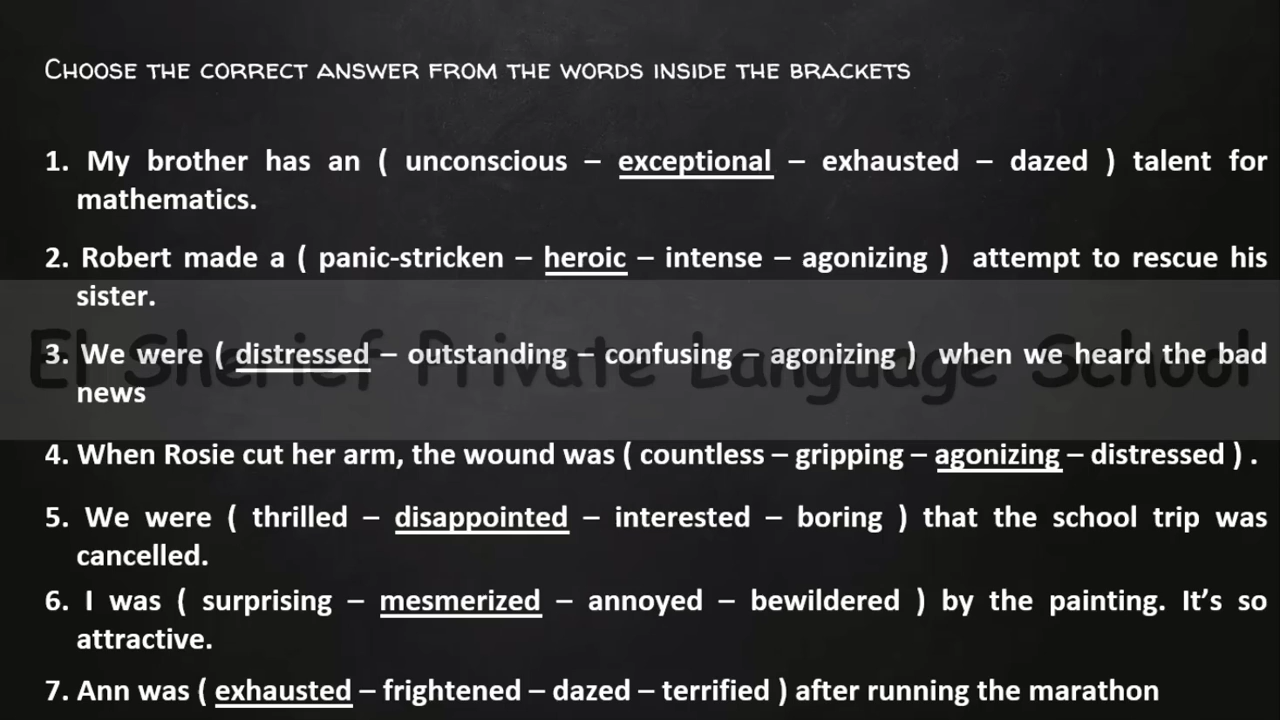 CHOOSE THE CORRECT ANSWER FROM THE WORDS INSIDE THE BRACKETS
1. My brother has an ( unconscious – exceptional – exhausted – dazed ) talent for
mathematics.
2. Robert made a ( panic-stricken – heroic – intense – agonizing ) attempt to rescue his
sister.
El Sherief Private Language School
3. We were ( distressed – outstanding – confusing – agonizing ) when we heard the bad
news
4. When Rosie cut her arm, the wound was ( countless – gripping – agonizing – distressed ) .
5. We were ( thrilled – disappointed – interested – boring ) that the school trip was
cancelled.
6. I was ( surprising – mesmerized – annoyed – bewildered ) by the painting. It’s so
attractive.
7. Ann was ( exhausted – frightened – dazed – terrified ) after running the marathon